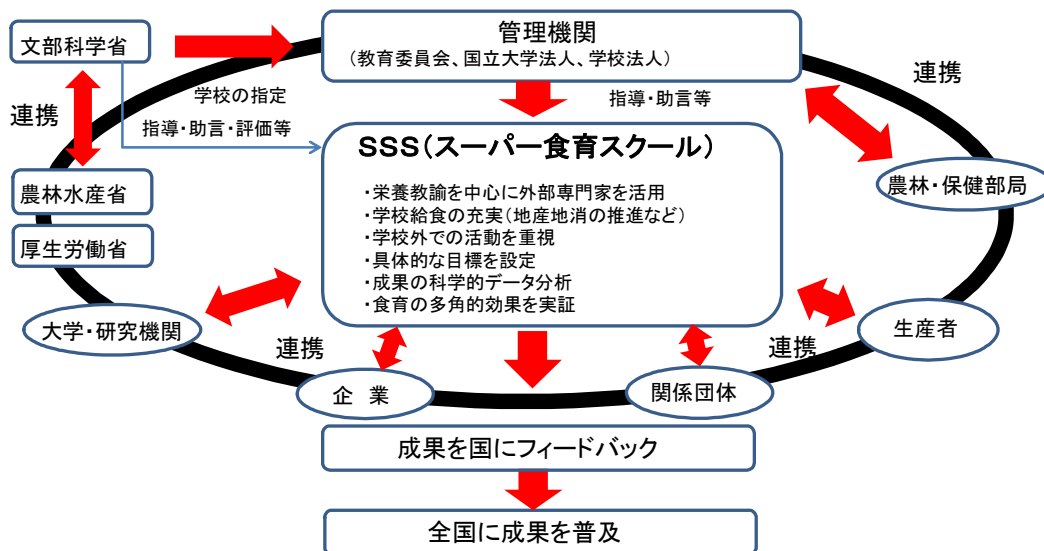 管理機関
(教育委員会、国立大学法人、学校法人)
文部科学省
連携
学校の指定
指導・助言等
連携
指導・助言・評価等
SSS(スーパー食育スクール)
・栄養教諭を中心に外部専門家を活用
・学校給食の充実(地産地消の推進など)
・学校外での活動を重視
・具体的な目標を設定
・成果の科学的データ分析
・食育の多角的効果を実証
農林水産省
厚生労働省
農林・保健部局
大学・研究機関
生産者
連携
連携
企 業
関係団体
成果を国にフィードバック
全国に成果を普及